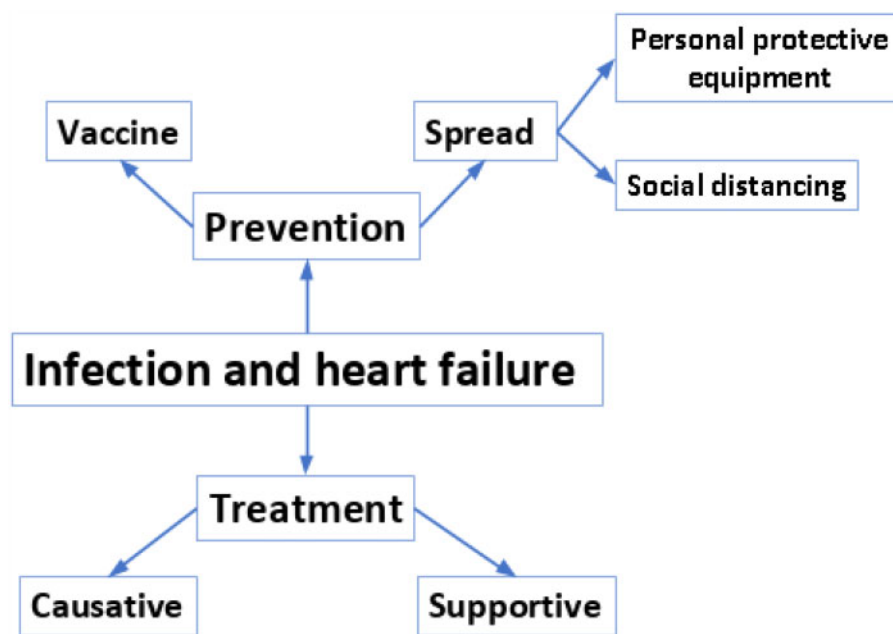 Personal protective
equipment
Vaccine
Spread
Social distancing
Prevention
Infection and heart failure
Treatment
Causative
Supportive